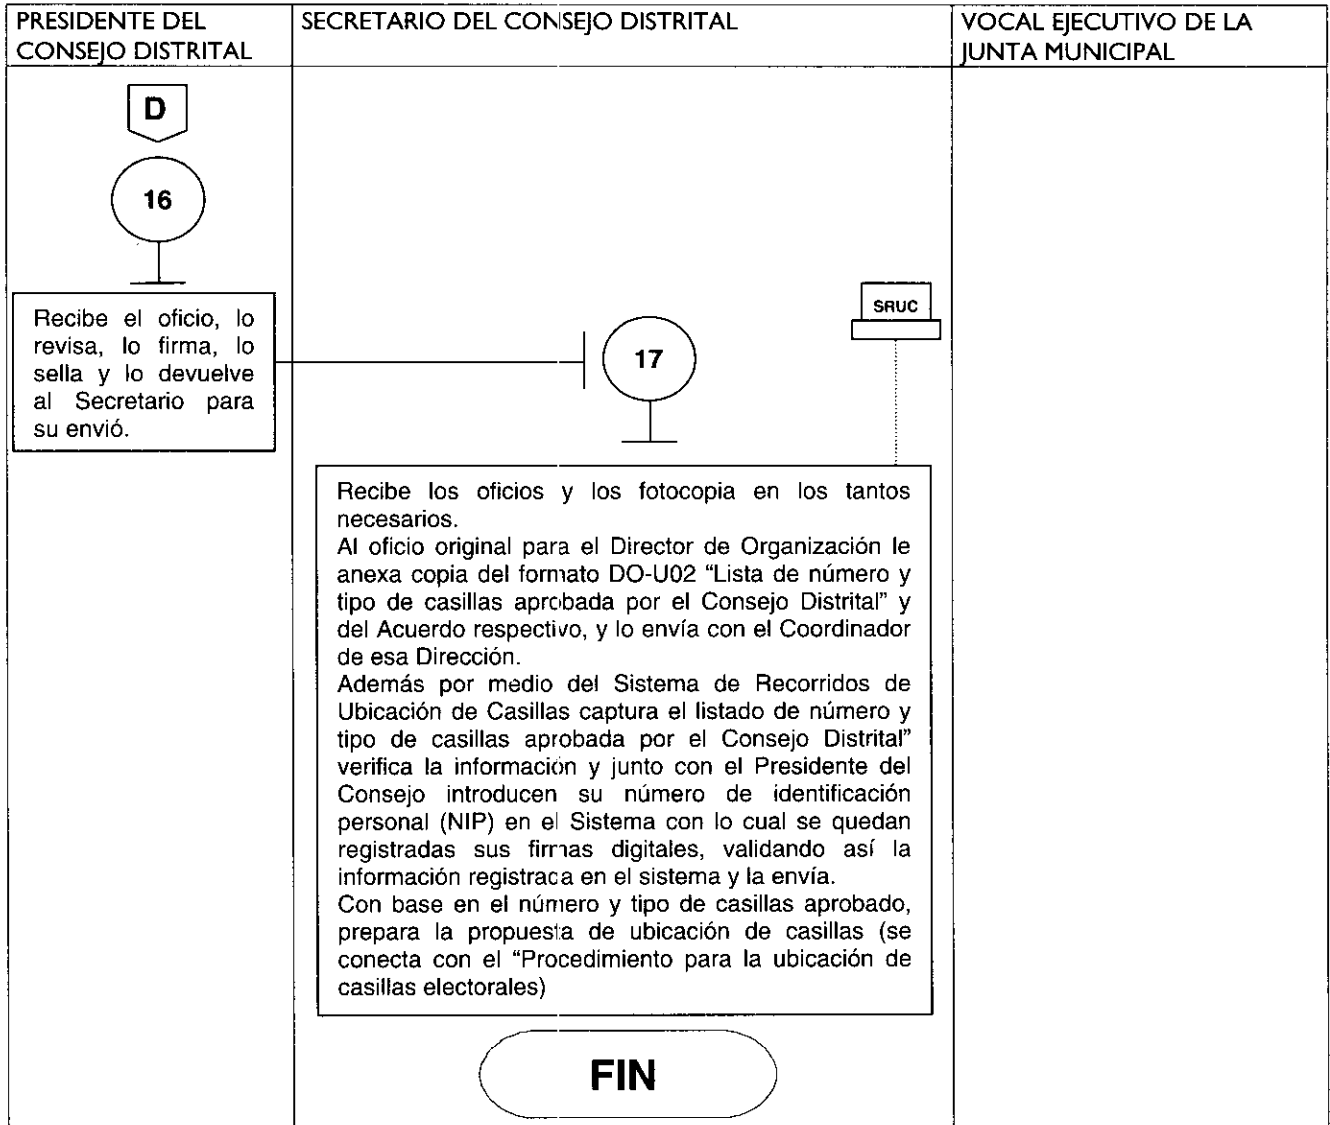 PRESIDENTE DEL
CONSEJO DISTRITAL
SECRETARIO DEL CONSEJO DISTRITAL
VOCAL EJECUTIVO DE LA
JUNTA MUNICIPAL
D
16
Recibe el oficio, lo
revisa, lo firma, lo
sella y lo devuelve
al Secretario para
su envió.
17
SRUC
Recibe los oficios y los fotocopia en los tantos
necesarios.
Al oficio original para el Director de Organización le
anexa copia del formato DO-U02 “Lista de número y
tipo de casillas aprobada por el Consejo Distrital” y
del Acuerdo respectivo, y lo envía con el Coordinador
de esa Dirección.
Además por medio del Sistema de Recorridos de
Ubicación de Casillas captura el listado de número y
tipo de casillas aprobada por el Consejo Distrital”
verifica la información y junto con el Presidente del
Consejo introducen su número de identificación
personal (NIP) en el Sistema con lo cual se quedan
registradas sus firmas digitales, validando así la
información registrada en el sistema y la envía.
Con base en el número y tipo de casillas aprobado,
prepara la propuesta de ubicación de casillas (se
conecta con el “Procedimiento para la ubicación de
casillas electorales)
FIN